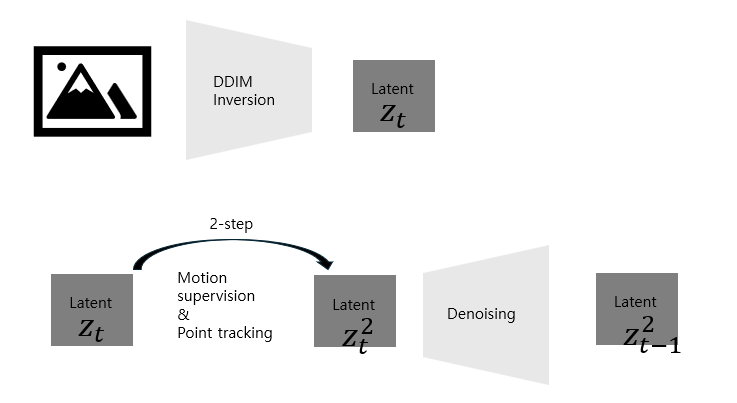 DDIM
Inversion
Latent
z_t
2-step
Motion
supervision
&
Point tracking
Latent
z_t
Latent
z_t^2
Denoising
Latent
z_{t-1}^2